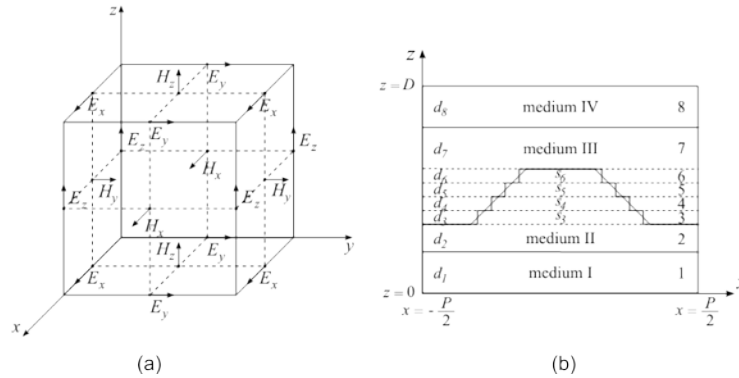 z
z
H_z
E_y
z=D
E_x
E_x
d_8
medium IV
8
E_y
E_z
E_z
d_7
medium III
7
H_x
d_6
s_6
6
H_y
H_y
d_5
s_5
5
E_z
E_z
d_4
s_4
4
H_x
d_3
s_3
3
y
d_2
medium II
2
H_z
E_y
E_x
E_x
d_1
medium I
1
E_y
z=0
x
x = -P/2
x = P/2
(a)
(b)